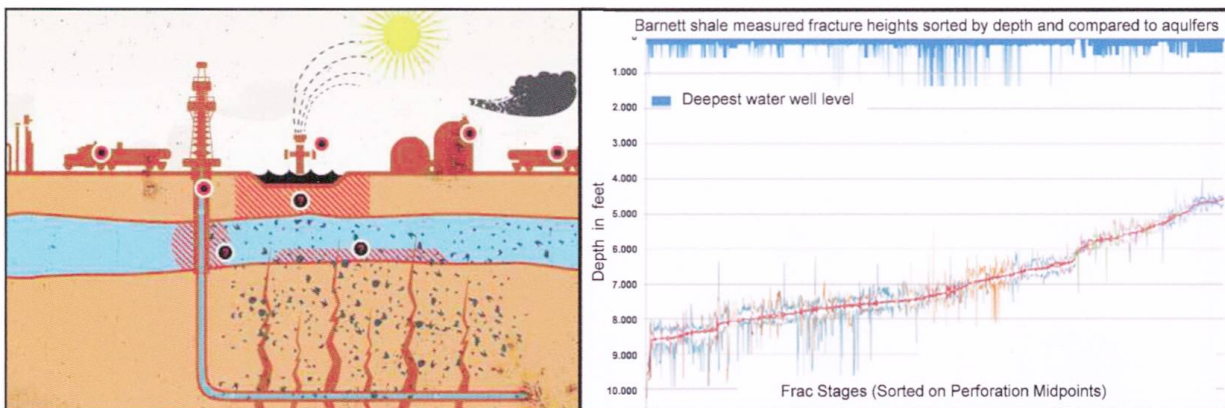 Barnett shale measured fracture heights sorted by depth and compared to aqulfers
1.000
Deepest water well level
2.000
3.000
4.000
5.000
6.000
7.000
8.000
9.000
10.000
Depth in feet
Frac Stages (Sorted on Perforation Midpoints)